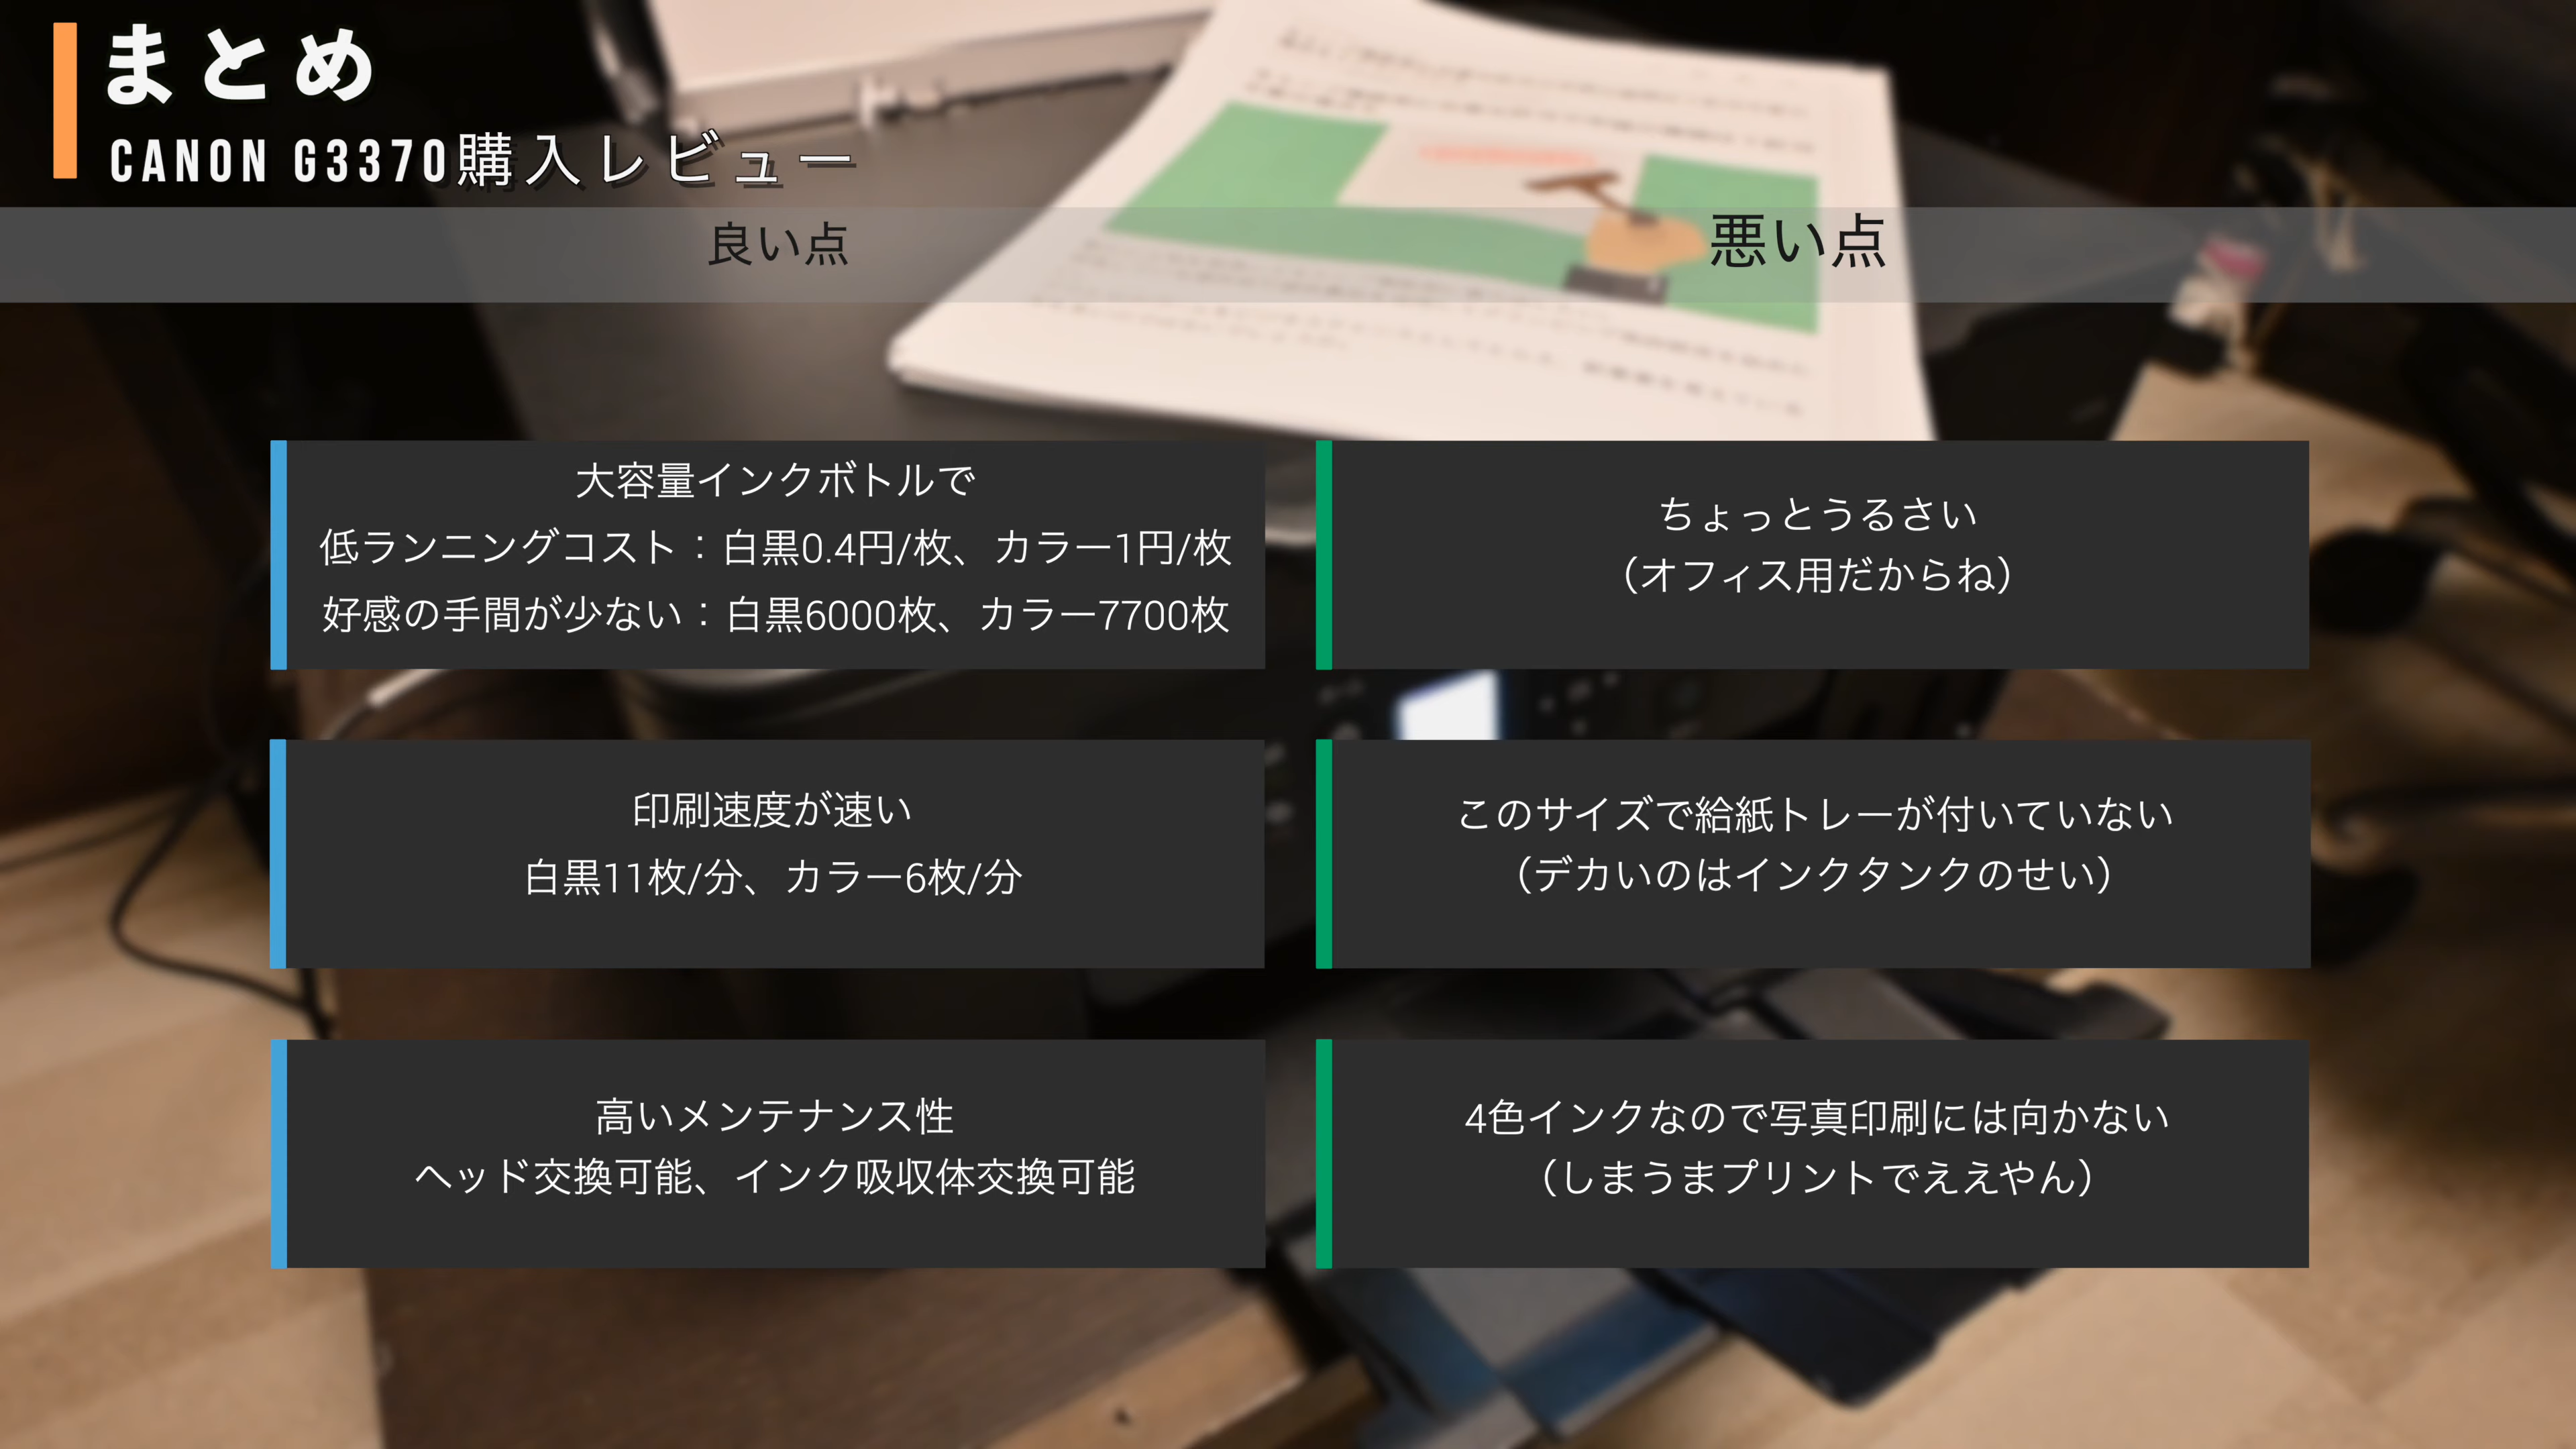 まとめ
CANON G3370購入レビュー
良い点
悪い点
大容量インクボトルで
低ランニングコスト：白黒0.4円/枚、カラー1円/枚
好感の手間が少ない：白黒6000枚、カラー7700枚
ちょっとうるさい
（オフィス用だからね）
印刷速度が速い
白黒11枚/分、カラー6枚/分
このサイズで給紙トレーが付いていない
（デカいのはインクタンクのせい）
高いメンテナンス性
ヘッド交換可能、インク吸収体交換可能
4色インクなので写真印刷には向かない
（しまうまプリントでええやん）